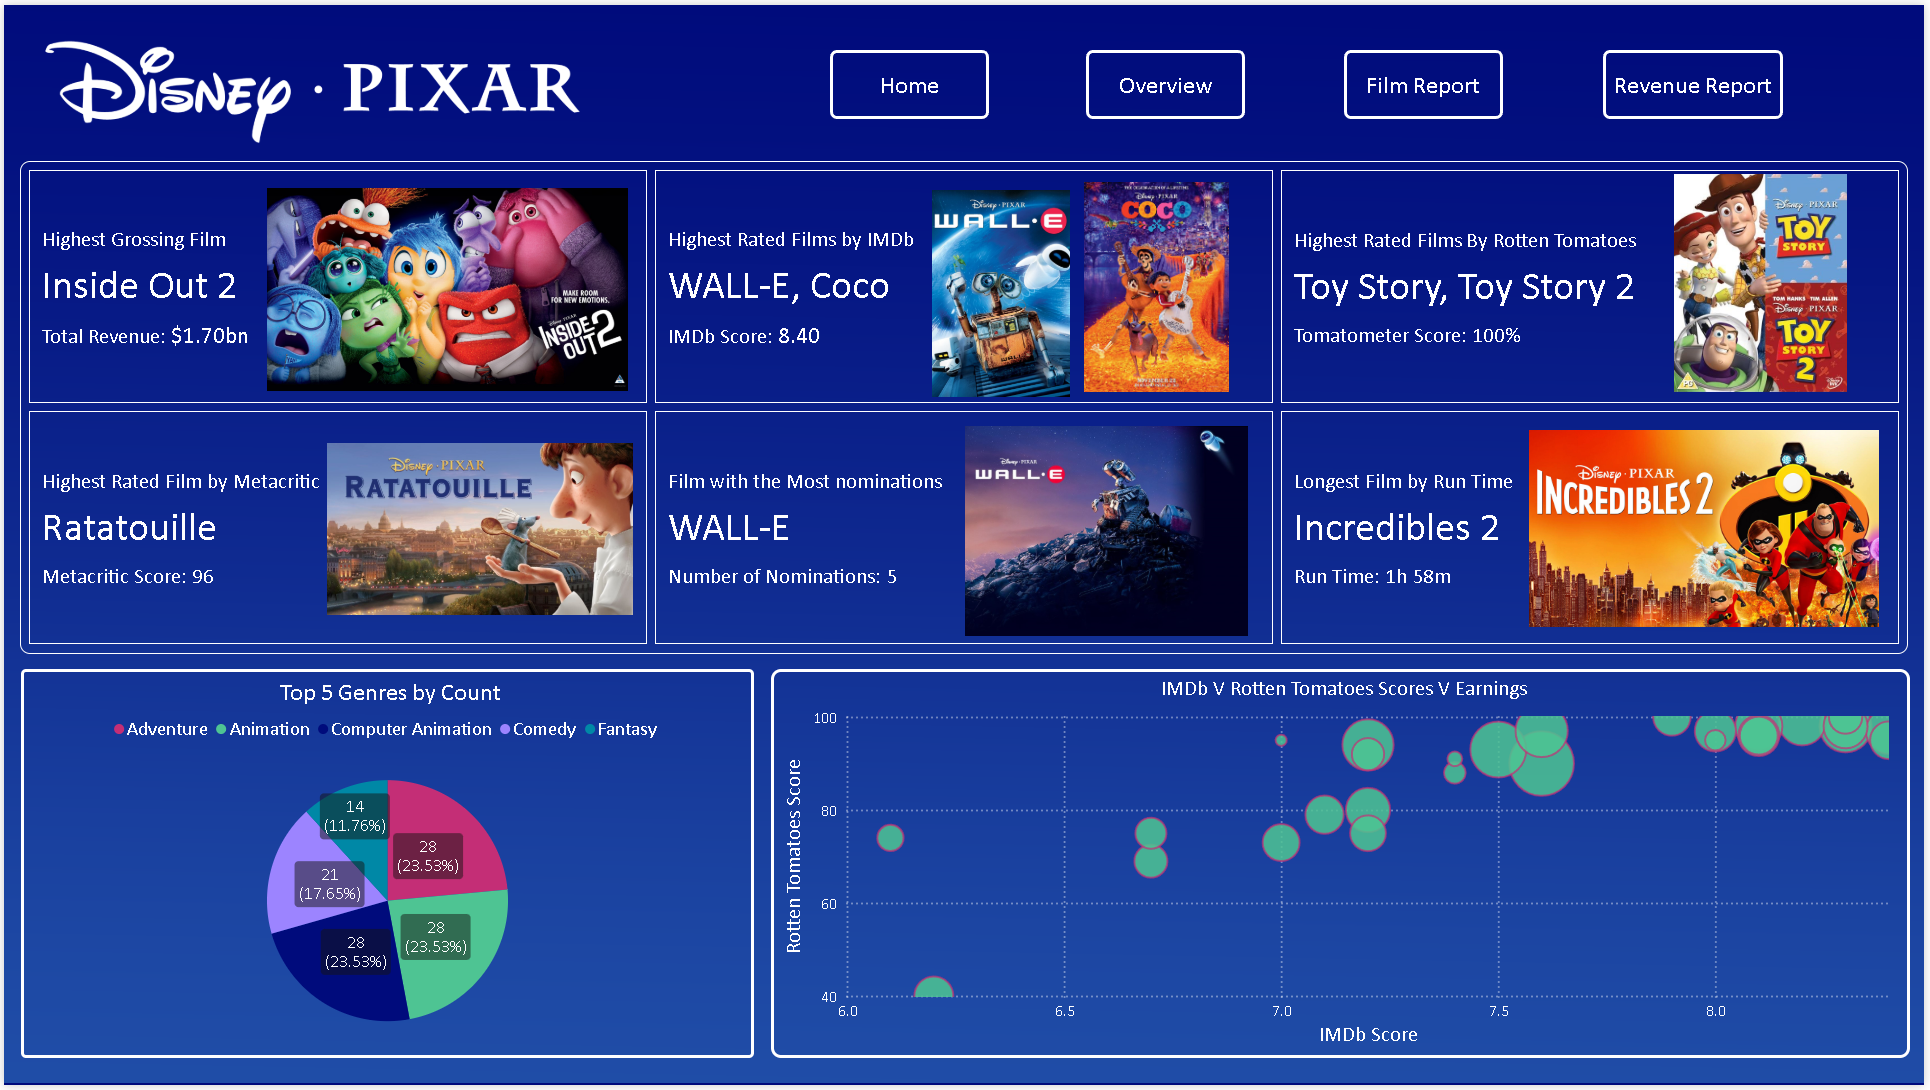 DISNEY · PIXAR
Home
Overview
Film Report
Revenue Report
Highest Grossing Film
Inside Out 2
Total Revenue: $1.70bn
MAKE ROOM
FOR NEW EMOTIONS.
INSIDE
OUT 2
Highest Rated Films by IMDb
WALL-E, Coco
IMDb Score: 8.40
DISNEY · PIXAR
WALL·E
DISNEY · PIXAR
COCO
Highest Rated Films By Rotten Tomatoes
Toy Story, Toy Story 2
Tomatometer Score: 100%
DISNEY · PIXAR
TOY
STORY
TOM HANKS TIM ALLEN
DISNEY · PIXAR
TOY
STORY
2
PG
Highest Rated Film by Metacritic
Ratatouille
Metacritic Score: 96
DISNEY · PIXAR
RATATOUILLE
Film with the Most nominations
WALL-E
Number of Nominations: 5
DISNEY · PIXAR
WALL·E
Longest Film by Run Time
Incredibles 2
Run Time: 1h 58m
DISNEY · PIXAR
INCREDIBLES 2
Top 5 Genres by Count
Adventure Animation Computer Animation Comedy Fantasy
14
(11.76%)
28
(23.53%)
21
(17.65%)
28
(23.53%)
28
(23.53%)
IMDb V Rotten Tomatoes Scores V Earnings
Rotten Tomatoes Score
100
80
60
40
6.0 6.5 7.0 7.5 8.0
IMDb Score